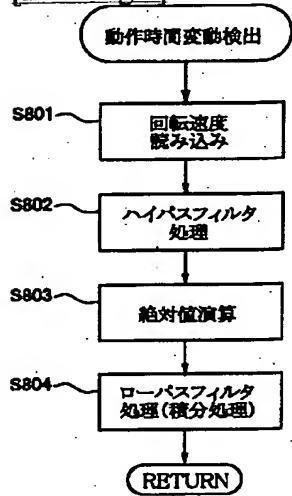 動作時間変動検出
S801
回転速度
読み込み
S802
ハイパスフィルタ
処理
S803
絶対値演算
S804
ローパスフィルタ
処理(積分処理)
RETURN